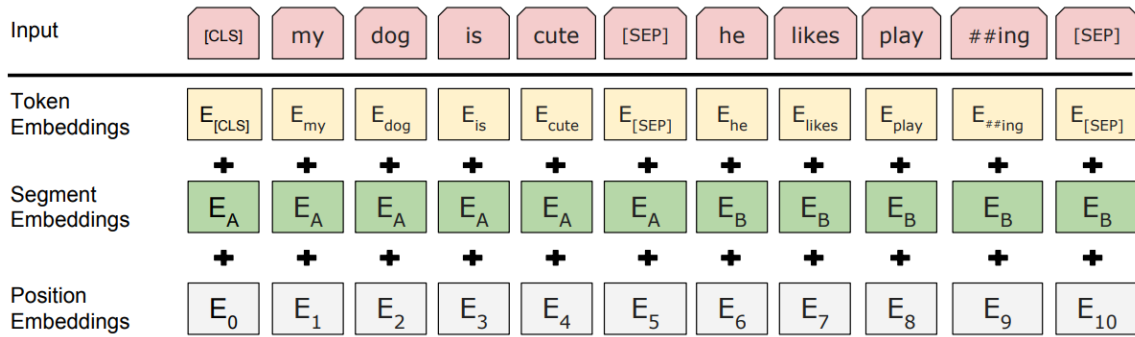 Input [CLS] my dog is cute [SEP] he likes play ##ing [SEP]
Token Embeddings E[CLS] Emy Edog Eis Ecute E[SEP] Ehe Elikes Eplay E##ing E[SEP]
+ + + + + + + + + + +
Segment Embeddings EA EA EA EA EA EA EB EB EB EB EB
+ + + + + + + + + + +
Position Embeddings E0 E1 E2 E3 E4 E5 E6 E7 E8 E9 E10